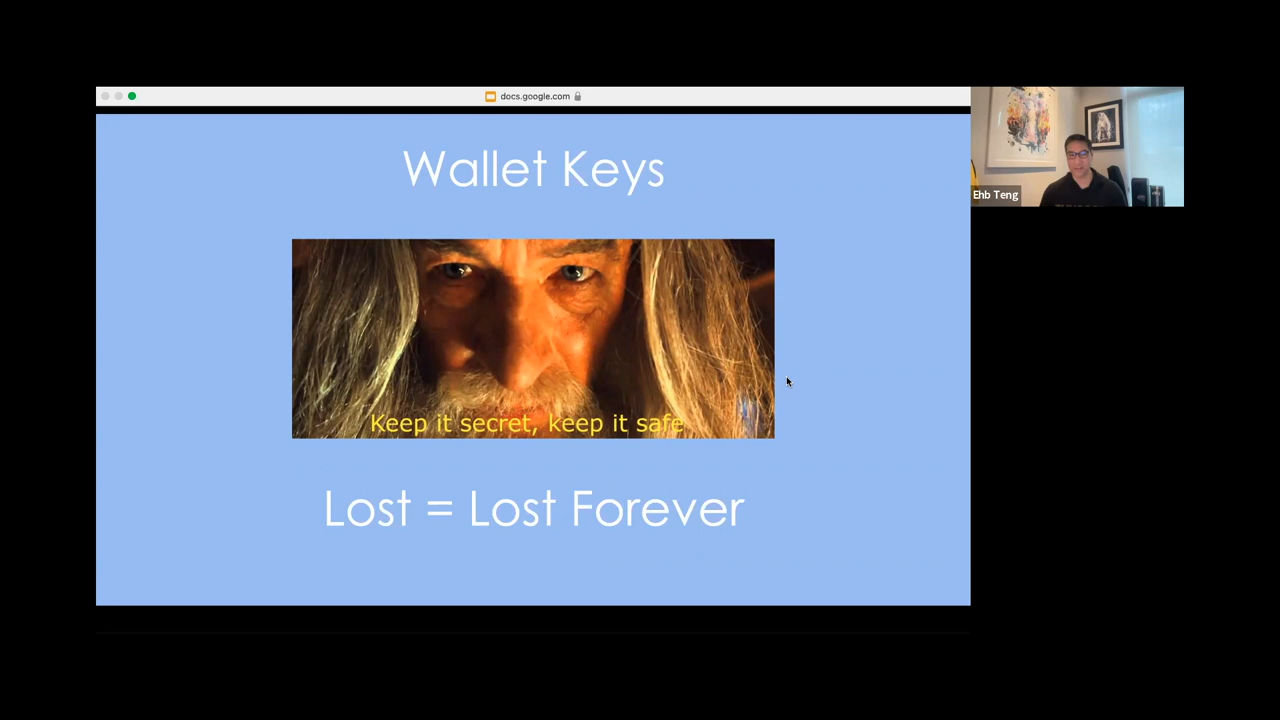 docs.google.com
Wallet Keys
Keep it secret, keep it safe
Lost = Lost Forever
Ehb Teng